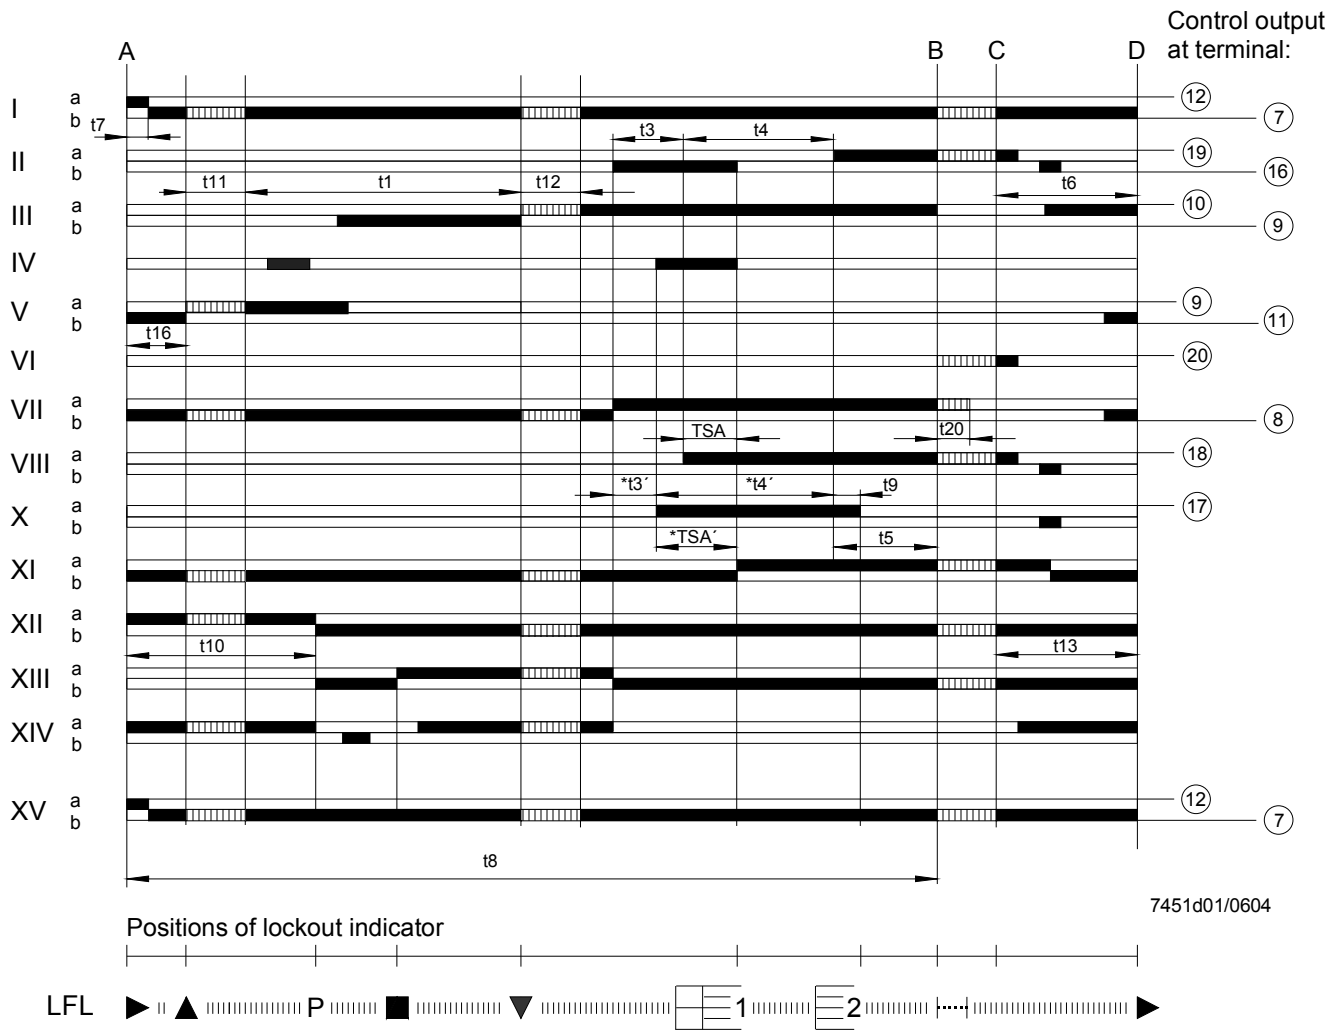 Control output
at terminal:
A B C D
I a 12
b 7
t7 t3 t4
II a 19
b 16
t11 t1 t12 t6
III a 10
b 9
IV
V a 9
b 11
t16
VI 20
VII a
b 8
TSA t20
VIII a 18
b
*t3´ *t4´ t9
X a 17
b
*TSA´ t5
XI a
b
XII a
b
t10 t13
XIII a
b
XIV a
b
XV a 12
b 7
t8
7451d01/0604
Positions of lockout indicator
LFL P 1 2